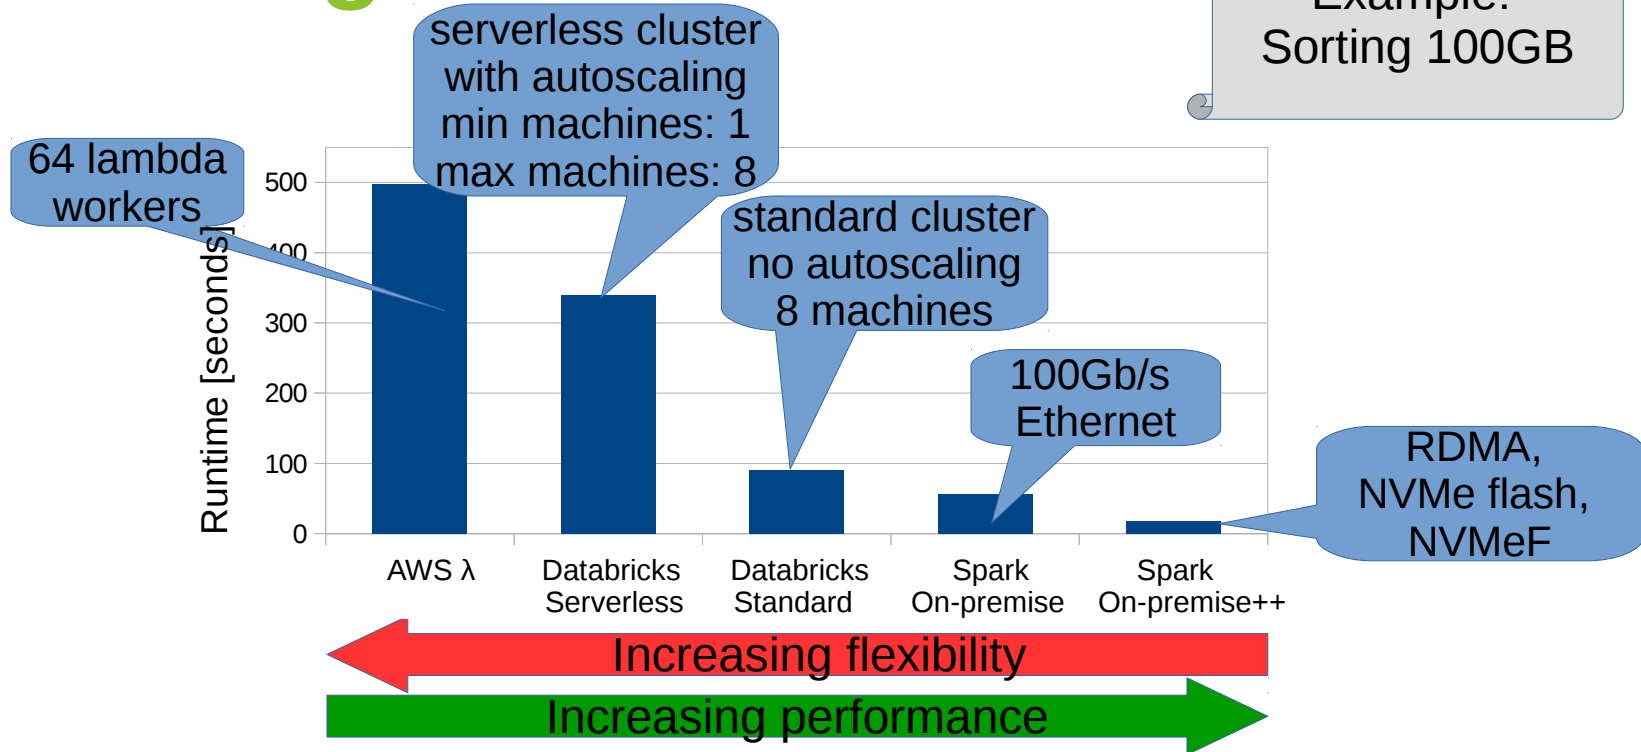 g
Example:
Sorting 100GB
serverless cluster
with autoscaling
min machines: 1
max machines: 8
64 lambda
workers
standard cluster
no autoscaling
8 machines
100Gb/s
Ethernet
RDMA,
NVMe flash,
NVMeF
Runtime [seconds]
500
400
300
200
100
0
AWS λ
Databricks
Serverless
Databricks
Standard
Spark
On-premise
Spark
On-premise++
Increasing flexibility
Increasing performance